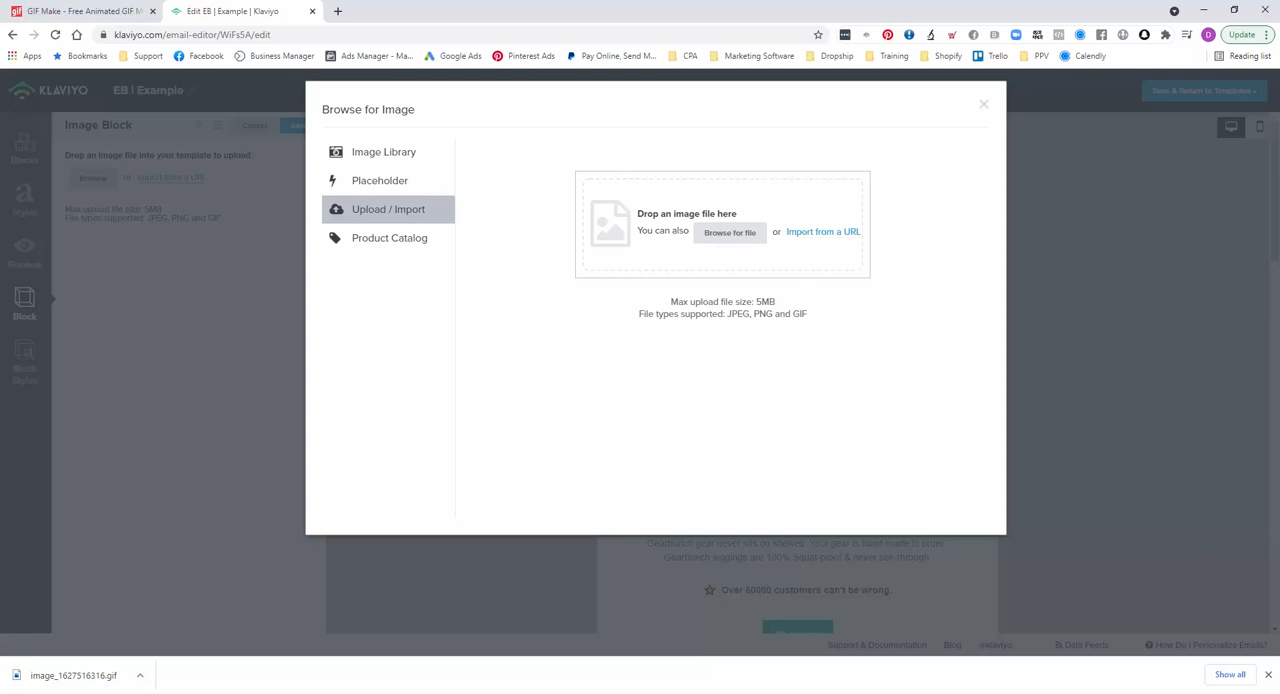 GIF Make - Free Animated GIF M
Edit EB | Example | Klaviyo
klaviyo.com/email-editor/WiFs5A/edit
Update
Apps
Bookmarks
Support
Facebook
Business Manager
Ads Manager - Ma...
Google Ads
Pinterest Ads
Pay Online, Send M...
CPA
Marketing Software
Dropship
Training
Shopify
Trello
PPV
Calendly
Reading list
KLAVIYO
EB | Example
Save & Return to Templates »
Image Block
Cancel
Drop an image file into your template to upload
Browse
or
Import from a URL
Max upload file size: 5MB
File types supported: JPEG, PNG and GIF
Blocks
Styles
Preview
Block
Block
Styles
Browse for Image
Image Library
Placeholder
Upload / Import
Product Catalog
Drop an image file here
You can also
Browse for file
or
Import from a URL
Max upload file size: 5MB
File types supported: JPEG, PNG and GIF
Gearbunch gear never sits on shelves. Your gear is hand-made to order.
Gearbunch leggings are 100% Squat-proof & never see-through
Over 60000 customers can't be wrong.
Support & Documentation
Blog
@klaviyo
Data Feeds
How Do I Personalize Emails?
image_1627516316.gif
Show all